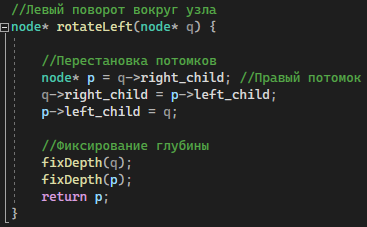 //Левый поворот вокруг узла
node* rotateLeft(node* q) {
//Перестановка потомков
node* p = q->right_child; //Правый потомок
q->right_child = p->left_child;
p->left_child = q;
//Фиксирование глубины
fixDepth(q);
fixDepth(p);
return p;
}